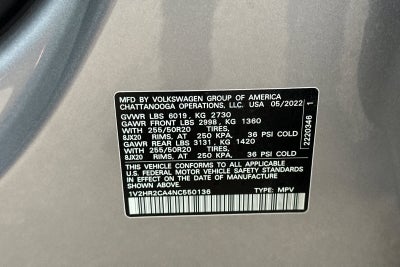 MFD BY VOLKSWAGEN GROUP OF AMERICA
CHATTANOOGA OPERATIONS, LLC. USA 05/2022
GVWR LBS 6019, KG 2730
GAWR FRONT LBS 2998, KG 1360
WITH 255/50R20 TIRES,
8JX20 RIMS, AT 250 KPA, 36 PSI COLD
GAWR REAR LBS 3131, KG 1420
WITH 255/50R20 TIRES,
8JX20 RIMS, AT 250 KPA, 36 PSI COLD
THIS VEHICLE CONFORMS TO ALL APPLICABLE
U.S. FEDERAL MOTOR VEHICLE SAFETY STANDARDS IN
EFFECT ON THE DATE OF MANUFACTURE SHOWN ABOVE.
1V2HR2CA4NC550136 TYPE: MPV
2220346 1